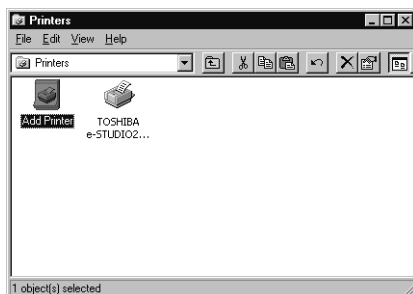 Printers
File Edit View Help
Printers
Add Printer
TOSHIBA
e-STUDIO2...
1 object(s) selected